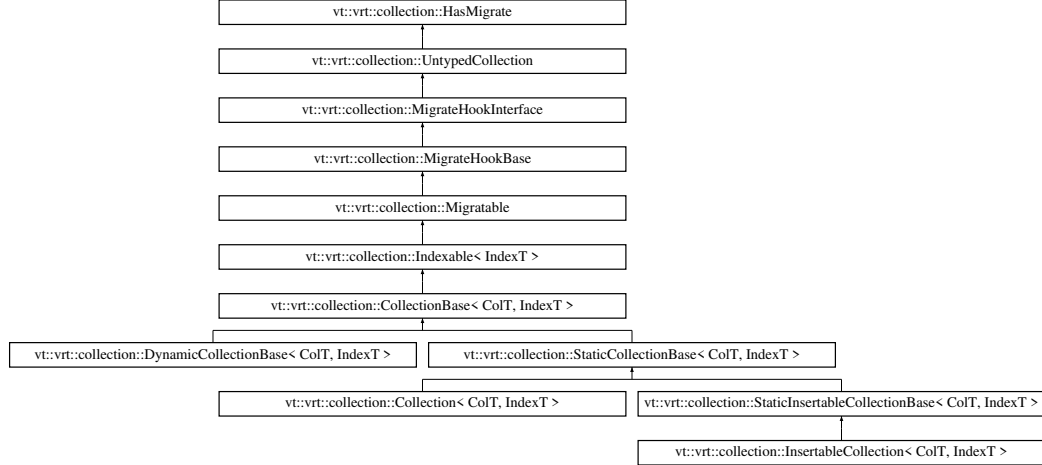 vt::vrt::collection::HasMigrate
vt::vrt::collection::UntypedCollection
vt::vrt::collection::MigrateHookInterface
vt::vrt::collection::MigrateHookBase
vt::vrt::collection::Migratable
vt::vrt::collection::Indexable< IndexT >
vt::vrt::collection::CollectionBase< ColT, IndexT >
vt::vrt::collection::DynamicCollectionBase< ColT, IndexT >
vt::vrt::collection::StaticCollectionBase< ColT, IndexT >
vt::vrt::collection::Collection< ColT, IndexT >
vt::vrt::collection::StaticInsertableCollectionBase< ColT, IndexT >
vt::vrt::collection::InsertableCollection< ColT, IndexT >